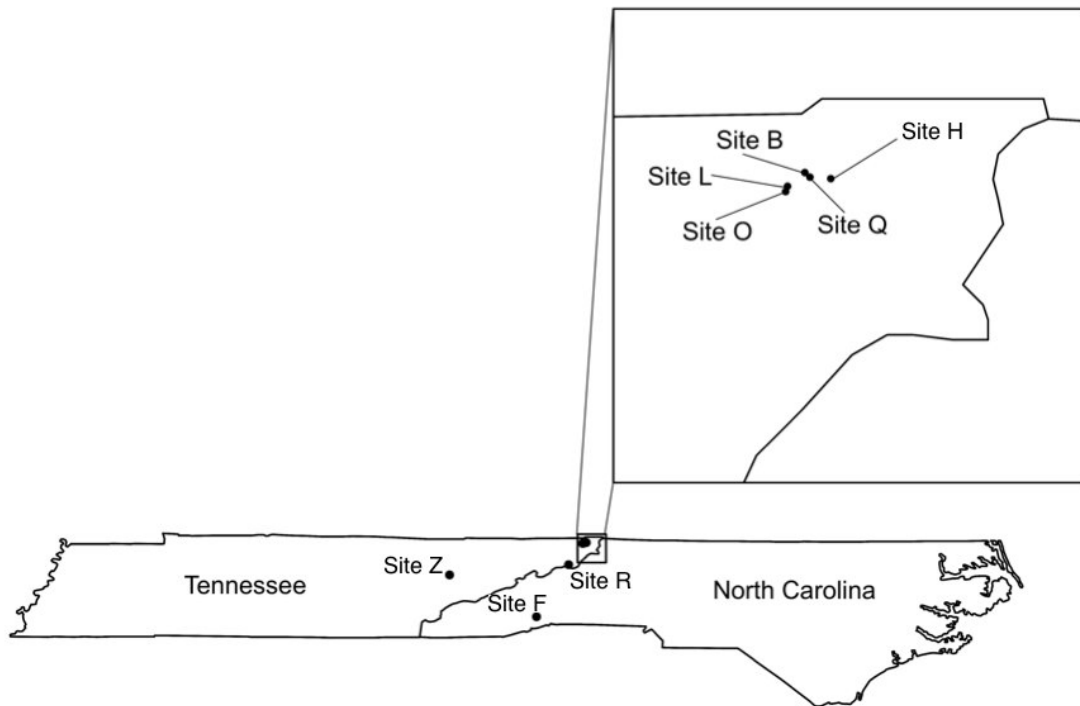 Site H
Site B
Site L
Site O
Site Q
Site Z
Tennessee
Site R
North Carolina
Site F